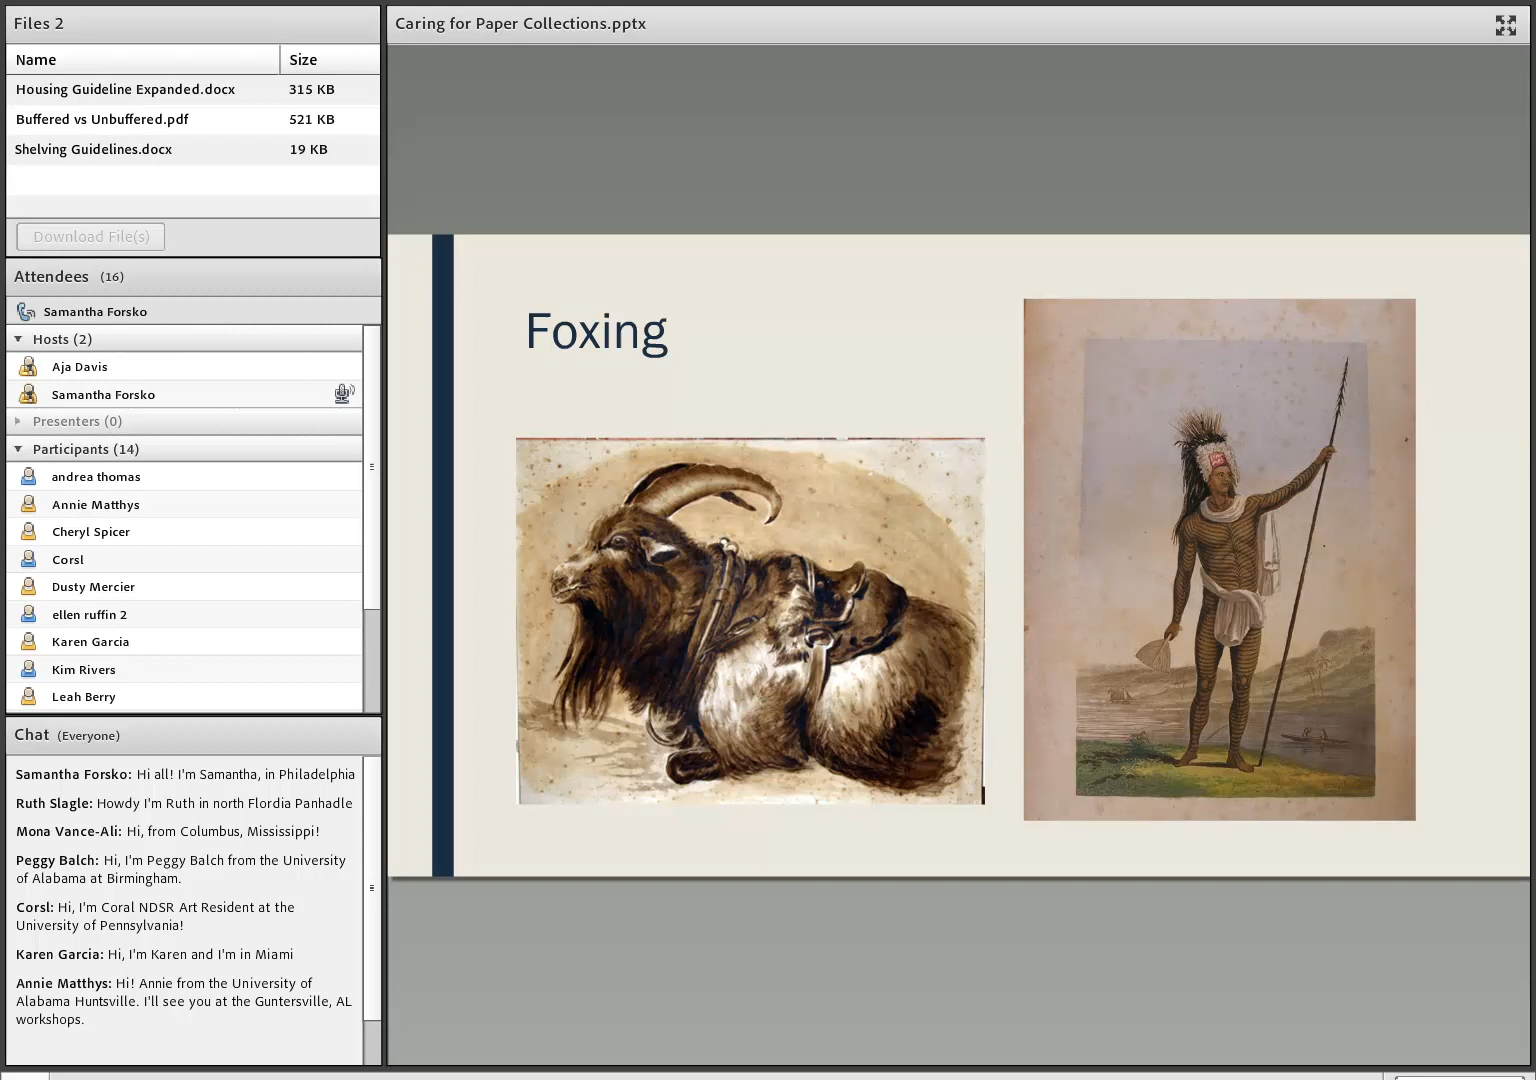 Files 2
Name Size
Housing Guideline Expanded.docx 315 KB
Buffered vs Unbuffered.pdf 521 KB
Shelving Guidelines.docx 19 KB
Download File(s)
Attendees (16)
Samantha Forsko
Hosts (2)
Aja Davis
Samantha Forsko
Presenters (0)
Participants (14)
andrea thomas
Annie Matthys
Cheryl Spicer
Corsl
Dusty Mercier
ellen ruffin 2
Karen Garcia
Kim Rivers
Leah Berry
Chat (Everyone)
Samantha Forsko: Hi all! I'm Samantha, in Philadelphia
Ruth Slagle: Howdy I'm Ruth in north Flordia Panhadle
Mona Vance-Ali: Hi, from Columbus, Mississippi!
Peggy Balch: Hi, I'm Peggy Balch from the University
of Alabama at Birmingham.
Corsl: Hi, I'm Coral NDSR Art Resident at the
University of Pennsylvania!
Karen Garcia: Hi, I'm Karen and I'm in Miami
Annie Matthys: Hi! Annie from the University of
Alabama Huntsville. I'll see you at the Guntersville, AL
workshops.
Caring for Paper Collections.pptx
Foxing